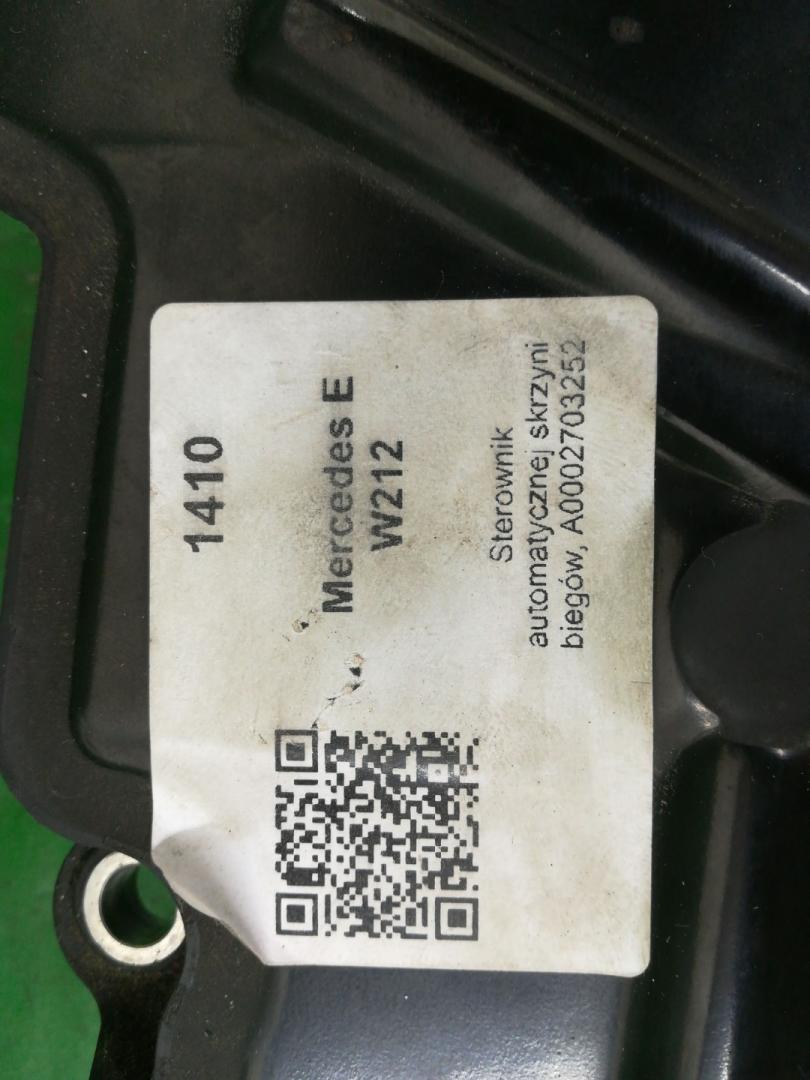 1410
Mercedes E
W212
Sterownik
automatycznej skrzyni
biegów, A0002703252